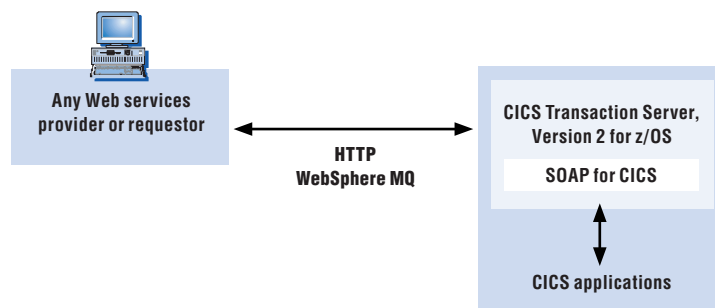 Any Web services
provider or requestor
HTTP
WebSphere MQ
CICS Transaction Server,
Version 2 for z/OS
SOAP for CICS
CICS applications